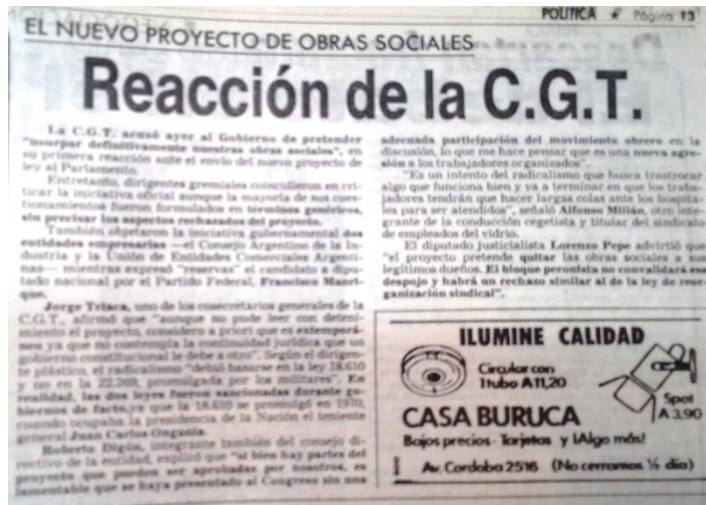 POLITICA ★ Página 13
EL NUEVO PROYECTO DE OBRAS SOCIALES
Reacción de la C.G.T.
La C.G.T. acusó ayer al Gobierno de pretender
"usurpar definitivamente nuestras obras sociales", en
su primera reacción ante el envío del nuevo proyecto de
ley al Parlamento.
Entretanto, dirigentes gremiales coincidieron en cri-
ticar la iniciativa oficial aunque la mayoría de sus cues-
tionamientos fueron formulados en términos genéricos,
sin precisar los aspectos rechazados del proyecto.
También objetaron la iniciativa gubernamental dos
entidades empresarias —el Consejo Argentino de la In-
dustria y la Unión de Entidades Comerciales Argenti-
nas— mientras expresó "reservas" el candidato a dipu-
tado nacional por el Partido Federal, Francisco Manri-
que.
Jorge Triaca, uno de los cosecretarios generales de la
C.G.T., afirmó que "aunque no pude leer con deteni-
miento el proyecto, considero a priori que es extemporá-
neo ya que no contempla la continuidad jurídica que un
gobierno constitucional le debe a otro". Según el dirigen-
te plástico, el radicalismo "debió basarse en la ley 18.610
y no en la 22.269, promulgada por los militares". En
realidad, las dos leyes fueron sancionadas durante go-
biernos de facto, ya que la 18.610 se promulgó en 1970,
cuando ocupaba la presidencia de la Nación el teniente
general Juan Carlos Onganía.
Roberto Digón, integrante también del consejo di-
rectivo de la entidad, explicó que "si bien hay partes del
proyecto que pueden ser aprobadas por nosotros, es
lamentable que se haya presentado al Congreso sin una
adecuada participación del movimiento obrero en la
discusión, lo que me hace pensar que es una nueva agre-
sión a los trabajadores organizados".
"Es un intento del radicalismo que busca trastrocar
algo que funciona bien y va a terminar en que los traba-
jadores tendrán que hacer largas colas ante los hospita-
les para ser atendidos", señaló Alfonso Millán, otro inte-
grante de la conducción cegetista y titular del sindicato
de empleados del vidrio.
El diputado justicialista Lorenzo Pepe advirtió que
"el proyecto pretende quitar las obras sociales a sus
legítimos dueños. El bloque peronista no convalidará ese
despojo y habrá un rechazo similar al de la ley de reor-
ganización sindical".
ILUMINE CALIDAD
Circular con
1 tubo A 11,20
Spot
A 3.90
CASA BURUCA
Bajos precios - Tarjetas y ¡Algo más!
Av. Cordoba 2516 (No cerramos ½ día)